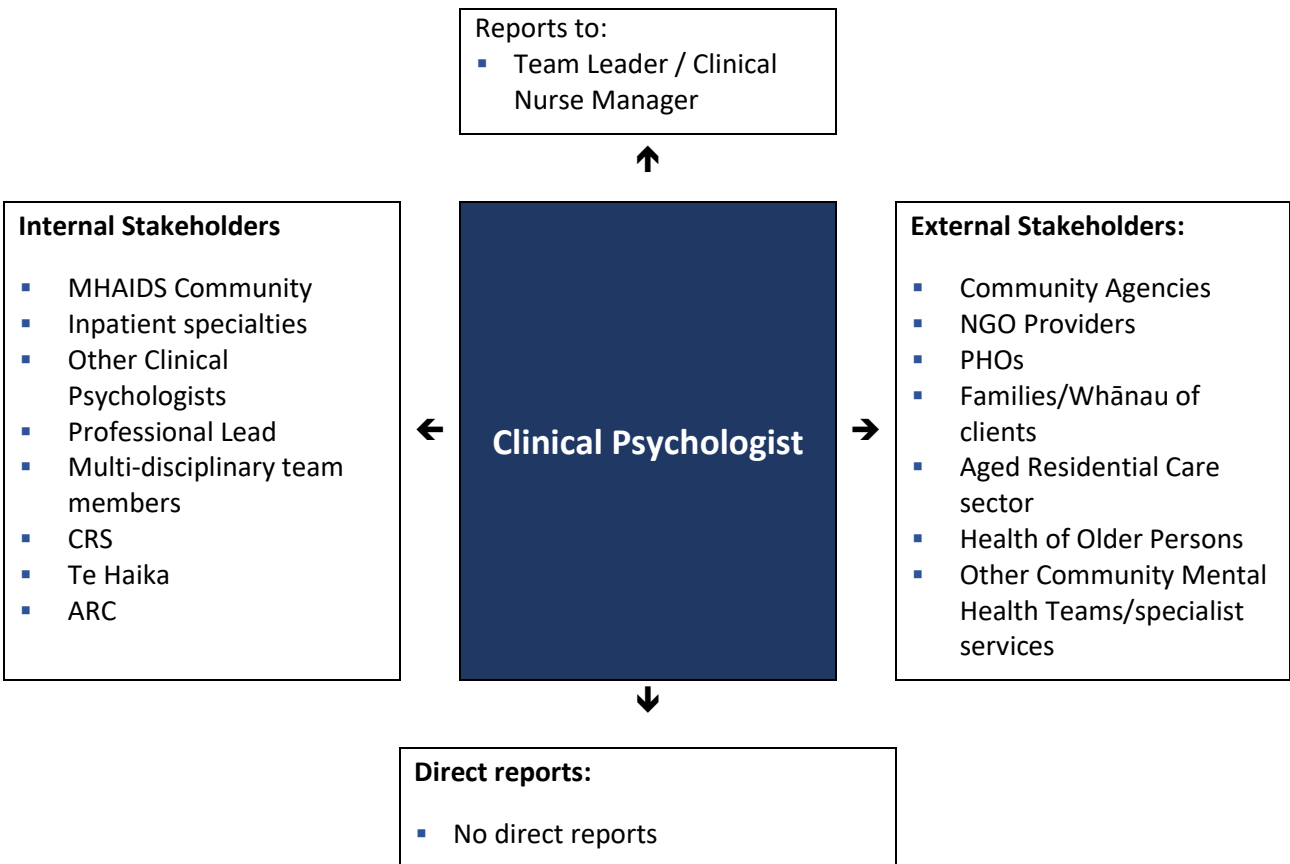 Reports to:
▪ Team Leader / Clinical
Nurse Manager
↑
Internal Stakeholders
▪ MHAIDS Community
▪ Inpatient specialties
▪ Other Clinical
Psychologists
▪ Professional Lead
▪ Multi-disciplinary team
members
▪ CRS
▪ Te Haika
▪ ARC
←
Clinical Psychologist
→
External Stakeholders:
▪ Community Agencies
▪ NGO Providers
▪ PHOs
▪ Families/Whānau of
clients
▪ Aged Residential Care
sector
▪ Health of Older Persons
▪ Other Community Mental
Health Teams/specialist
services
↓
Direct reports:
▪ No direct reports